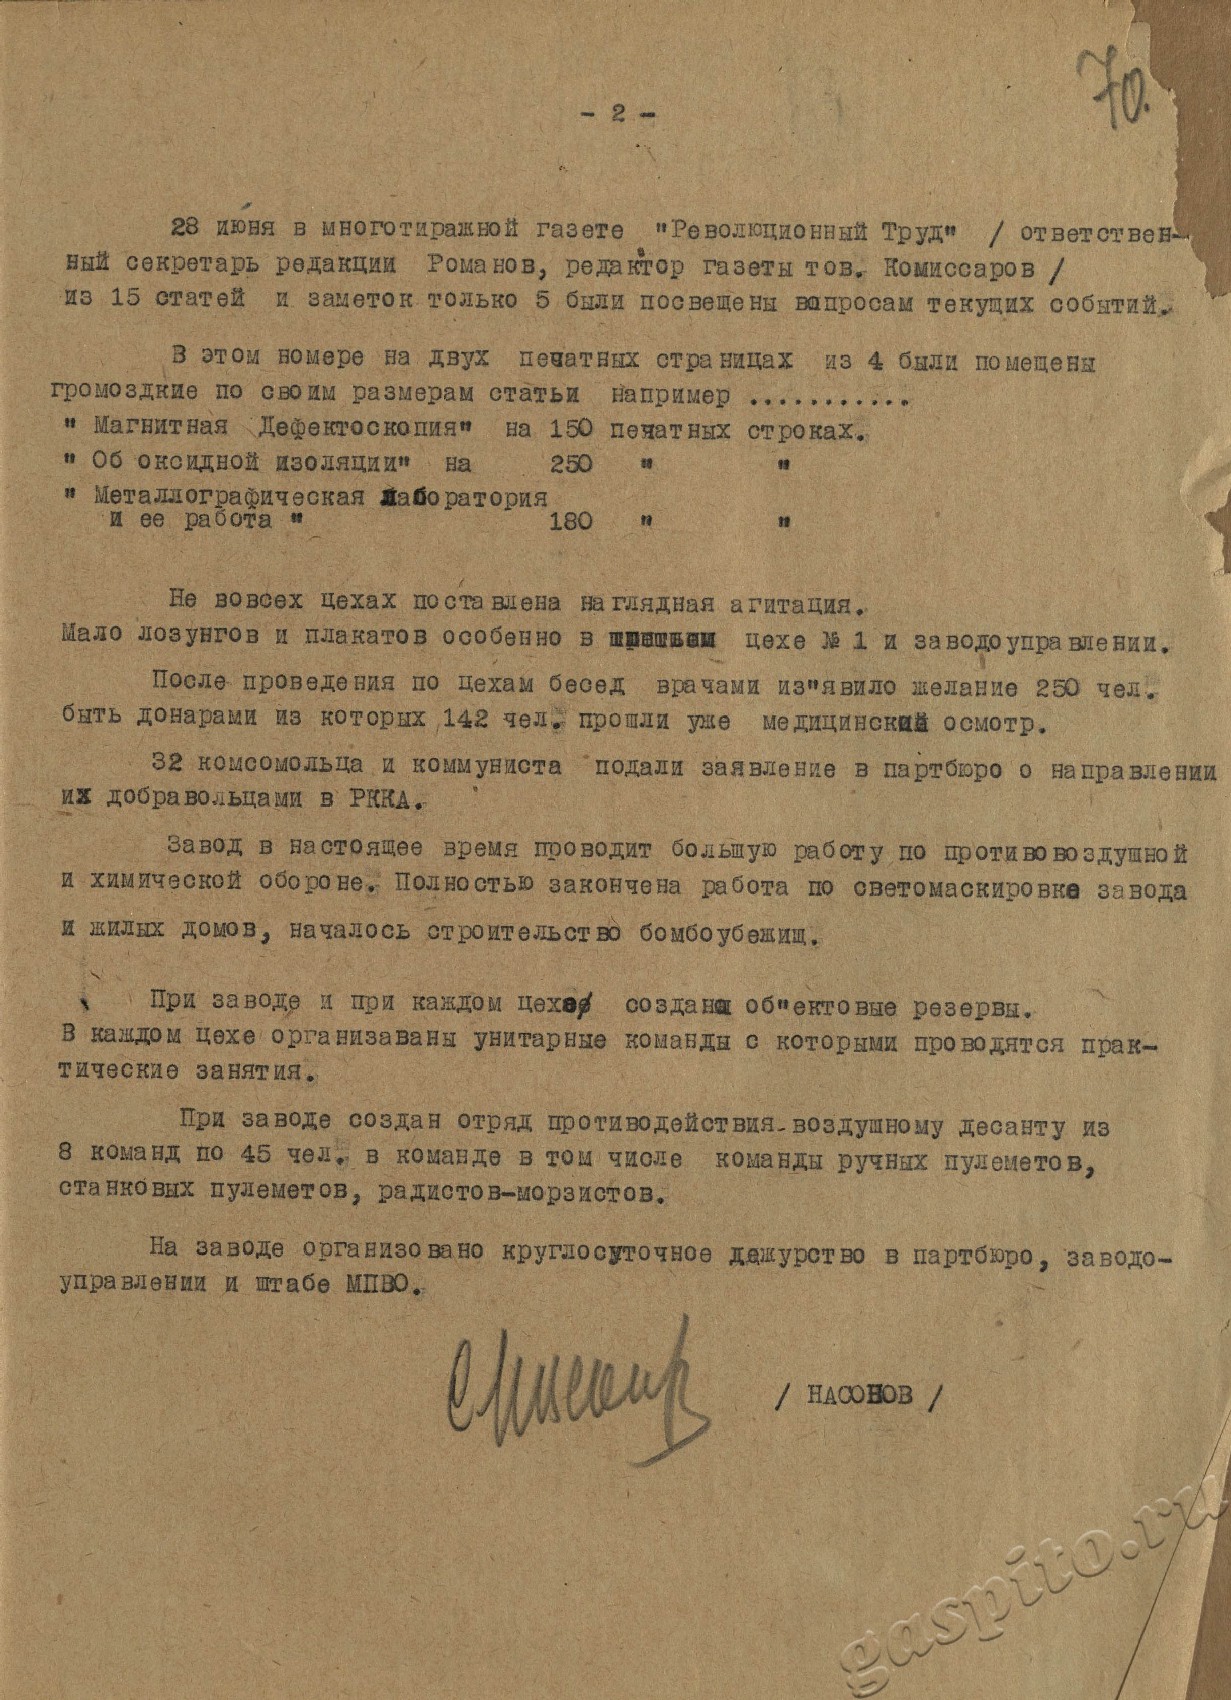 70.
- 2 -
28 июня в многотиражной газете "Революционный Труд" / ответствен-
ный секретарь редакции Романов, редактор газеты тов. Комиссаров /
из 15 статей и заметок только 5 были посвещены вопросам текущих событий.
В этом номере на двух печатных страницах из 4 были помещены
громоздкие по своим размерам статьи например ...........
" Магнитная Дефектоскопия" на 150 печатных строках.
" Об оксидной изоляции" на 250 " "
" Металлографическая лаборатория
и ее работа " 180 " "
Не вовсех цехах поставлена наглядная агитация.
Мало лозунгов и плакатов особенно в цехе № 1 и заводоуправлении.
После проведения по цехам бесед врачами из"явило желание 250 чел.
быть донарами из которых 142 чел. прошли уже медицинский осмотр.
32 комсомольца и коммуниста подали заявление в партбюро о направлении
их добравольцами в РККА.
Завод в настоящее время проводит большую работу по противовоздушной
и химической обороне. Полностью закончена работа по светомаскировке завода
и жилых домов, началось строительство бомбоубежищ.
При заводе и при каждом цехе созданы об"ектовые резервы.
В каждом цехе организаваны унитарные команды с которыми проводятся прак-
тические занятия.
При заводе создан отряд противодействия воздушному десанту из
8 команд по 45 чел. в команде в том числе команды ручных пулеметов,
станковых пулеметов, радистов-морзистов.
На заводе организовано круглосуточное дежурство в партбюро, заводо-
управлении и штабе МПВО.
/ НАСОНОВ /
gaspito.ru